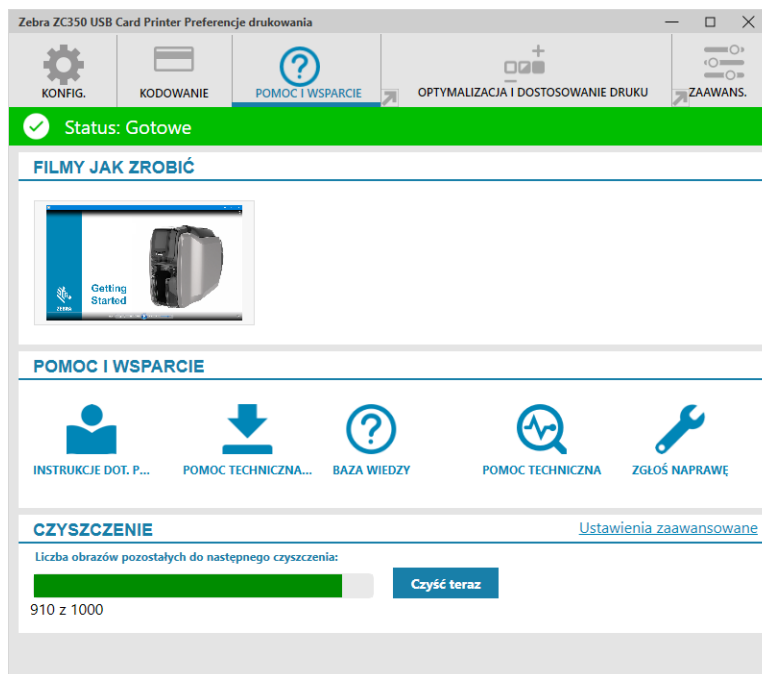 Zebra ZC350 USB Card Printer Preferencje drukowania
KONFIG.
KODOWANIE
POMOC I WSPARCIE
OPTYMALIZACJA I DOSTOSOWANIE DRUKU
ZAAWANS.
Status: Gotowe
FILMY JAK ZROBIĆ
Getting
Started
ZEBRA
POMOC I WSPARCIE
INSTRUKCJE DOT. P...
POMOC TECHNICZNA...
BAZA WIEDZY
POMOC TECHNICZNA
ZGŁOŚ NAPRAWĘ
CZYSZCZENIE
Ustawienia zaawansowane
Liczba obrazów pozostałych do następnego czyszczenia:
Czyść teraz
910 z 1000